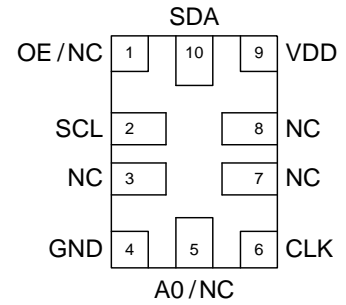 SDA
OE/NC 1 10 9 VDD
SCL 2 8 NC
NC 3 7 NC
GND 4 5 6 CLK
A0/NC